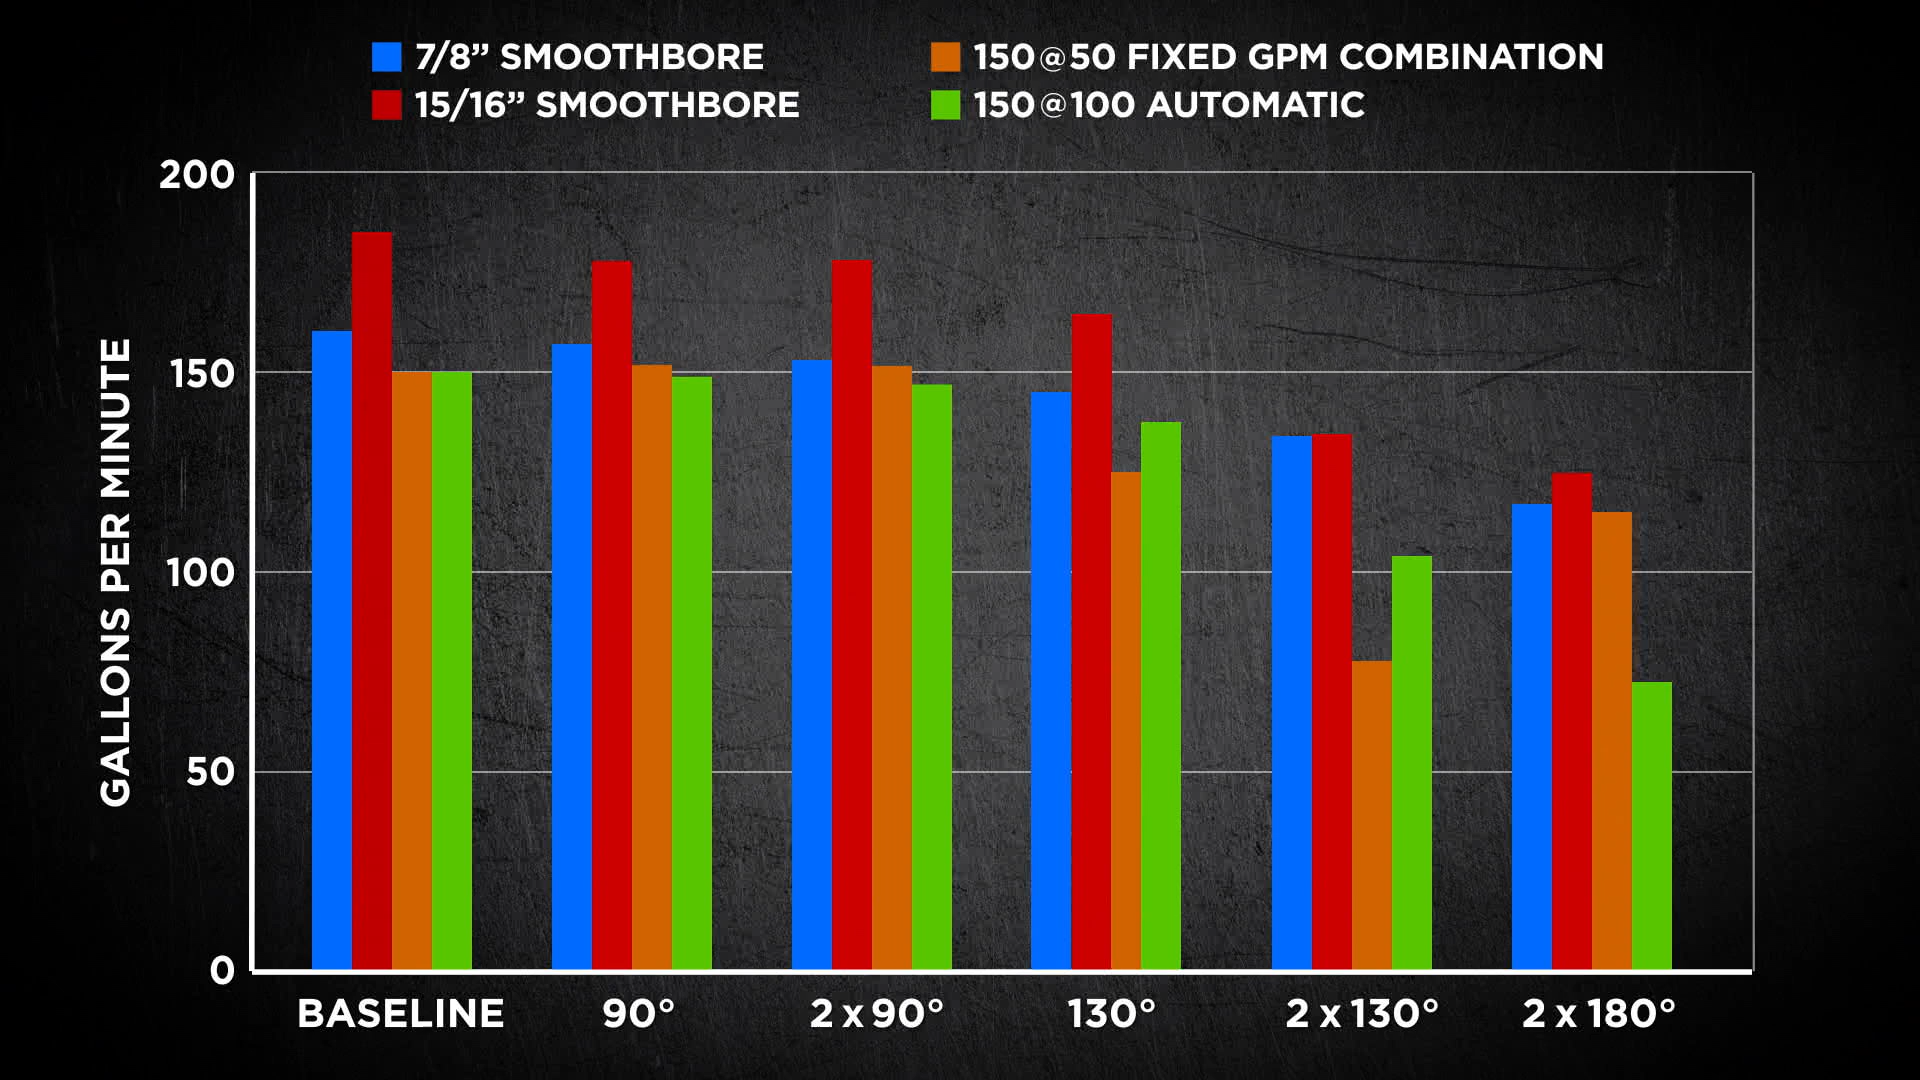 7/8” SMOOTHBORE
15/16” SMOOTHBORE
150@50 FIXED GPM COMBINATION
150@100 AUTOMATIC
GALLONS PER MINUTE
200
150
100
50
0
BASELINE
90°
2 x 90°
130°
2 x 130°
2 x 180°